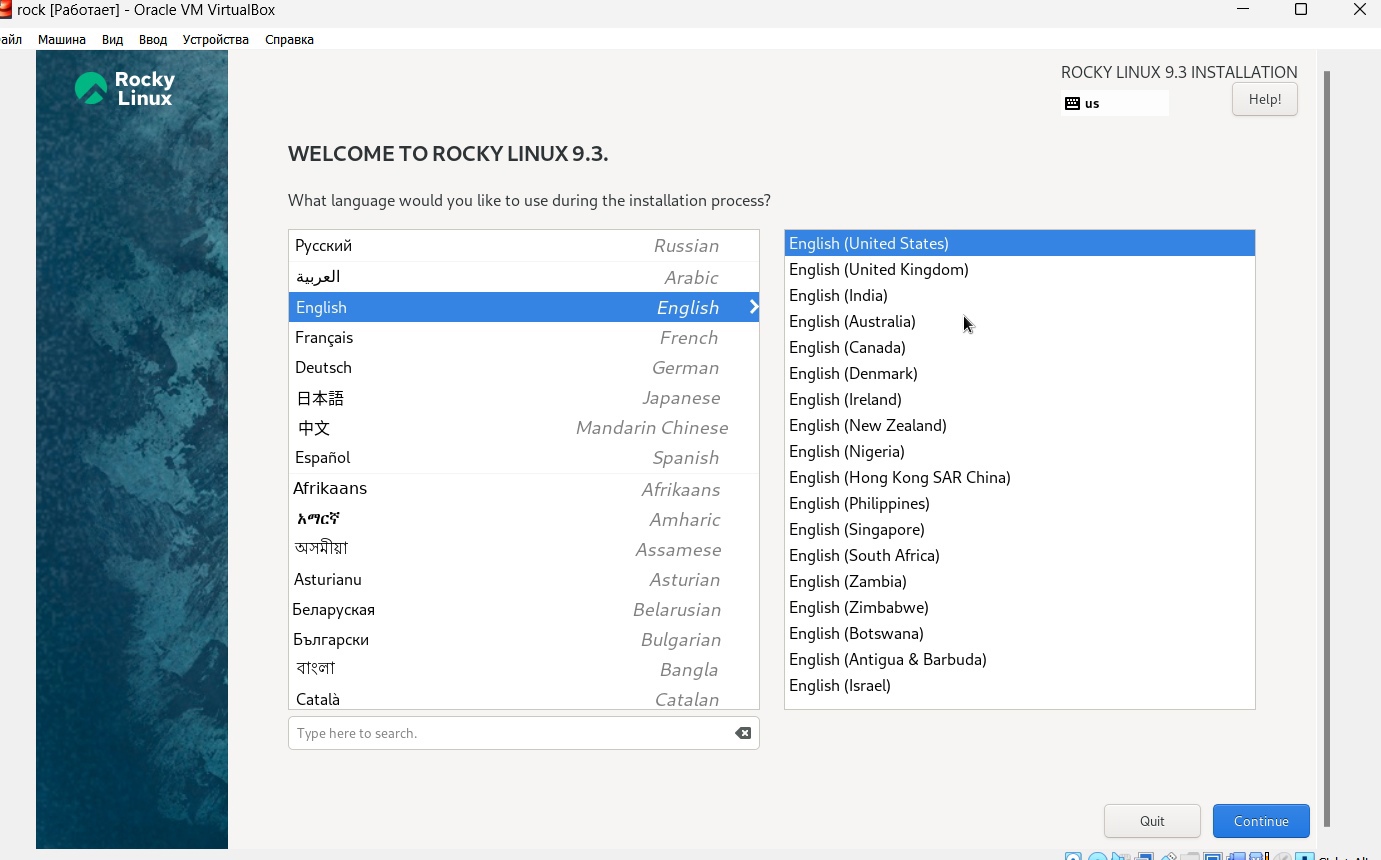 rock [Работает] - Oracle VM VirtualBox
айл Машина Вид Ввод Устройства Справка
Rocky
Linux
ROCKY LINUX 9.3 INSTALLATION
us
Help!
WELCOME TO ROCKY LINUX 9.3.
What language would you like to use during the installation process?
Русский Russian
العربية Arabic
English English
Français French
Deutsch German
日本語 Japanese
中文 Mandarin Chinese
Español Spanish
Afrikaans Afrikaans
አማርኛ Amharic
অসমীয়া Assamese
Asturianu Asturian
Беларуская Belarusian
Български Bulgarian
বাংলা Bangla
Català Catalan
Type here to search.
English (United States)
English (United Kingdom)
English (India)
English (Australia)
English (Canada)
English (Denmark)
English (Ireland)
English (New Zealand)
English (Nigeria)
English (Hong Kong SAR China)
English (Philippines)
English (Singapore)
English (South Africa)
English (Zambia)
English (Zimbabwe)
English (Botswana)
English (Antigua & Barbuda)
English (Israel)
Quit
Continue